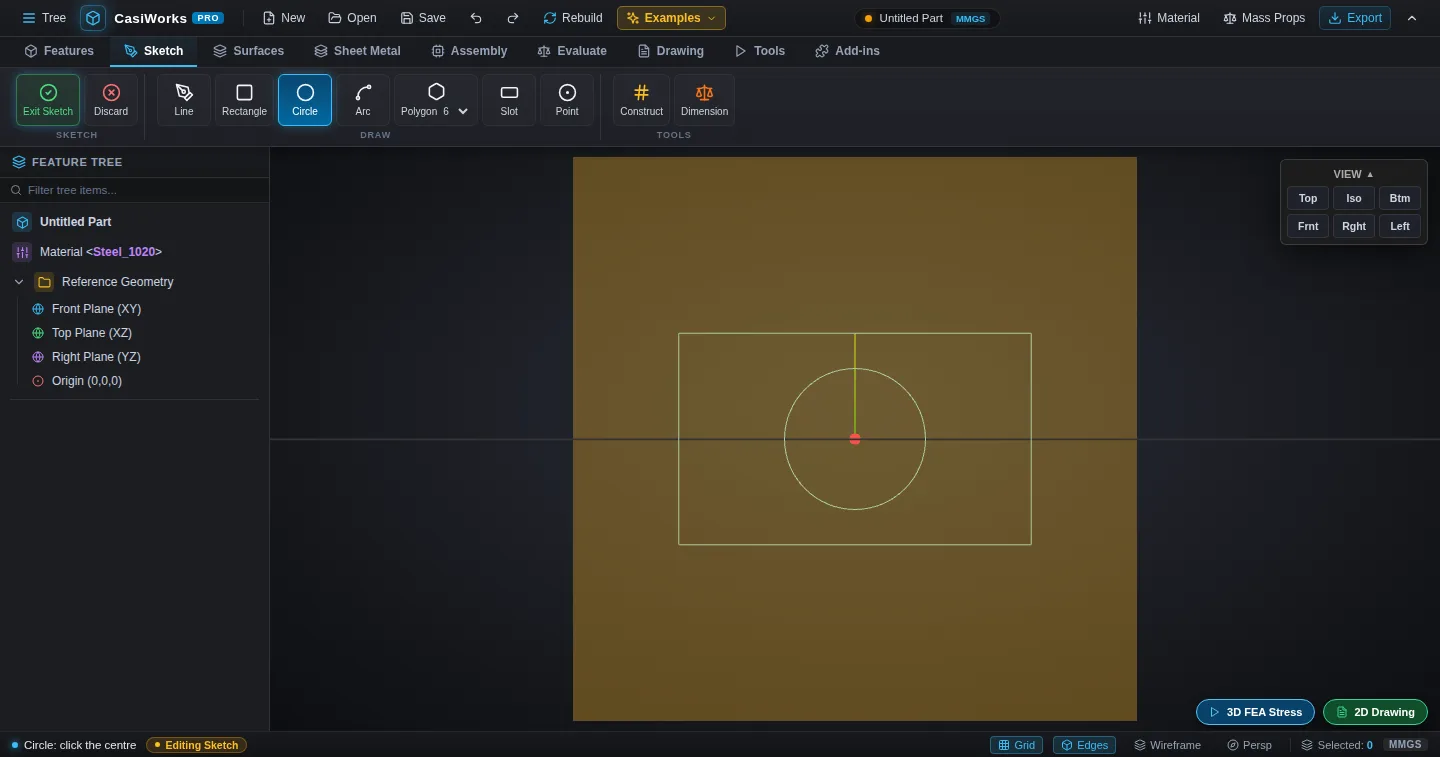 Tree CasiWorks PRO New Open Save Rebuild Examples Untitled Part MMGS Material Mass Props Export
Features Sketch Surfaces Sheet Metal Assembly Evaluate Drawing Tools Add-ins
Exit Sketch Discard Line Rectangle Circle Arc Polygon 6 Slot Point Construct Dimension
SKETCH DRAW TOOLS
FEATURE TREE
Filter tree items...
Untitled Part
Material <Steel_1020>
Reference Geometry
Front Plane (XY)
Top Plane (XZ)
Right Plane (YZ)
Origin (0,0,0)
VIEW ▲
Top Iso Btm
Frnt Rght Left
3D FEA Stress 2D Drawing
Circle: click the centre Editing Sketch Grid Edges Wireframe Persp Selected: 0 MMGS